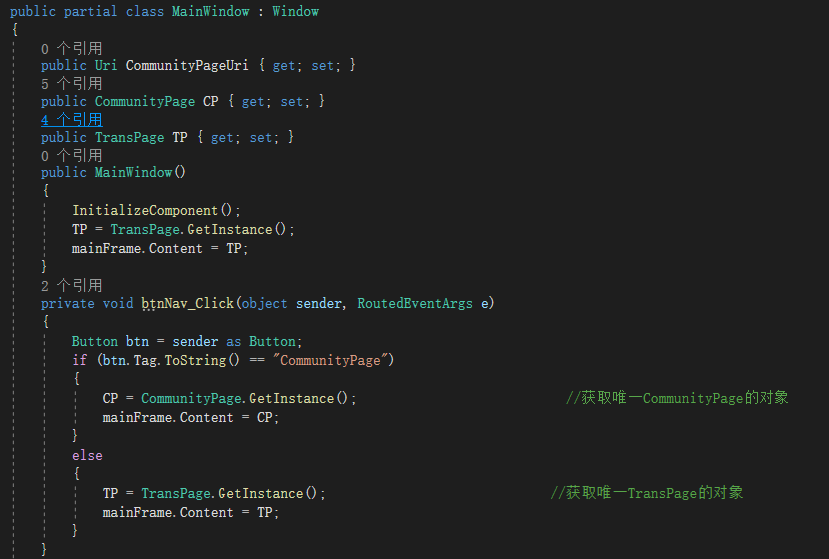 public partial class MainWindow : Window
{
0 个引用
public Uri CommunityPageUri { get; set; }
5 个引用
public CommunityPage CP { get; set; }
4 个引用
public TransPage TP { get; set; }
0 个引用
public MainWindow()
{
InitializeComponent();
TP = TransPage.GetInstance();
mainFrame.Content = TP;
}
2 个引用
private void btnNav_Click(object sender, RoutedEventArgs e)
{
Button btn = sender as Button;
if (btn.Tag.ToString() == "CommunityPage")
{
CP = CommunityPage.GetInstance(); //获取唯一CommunityPage的对象
mainFrame.Content = CP;
}
else
{
TP = TransPage.GetInstance(); //获取唯一TransPage的对象
mainFrame.Content = TP;
}
}